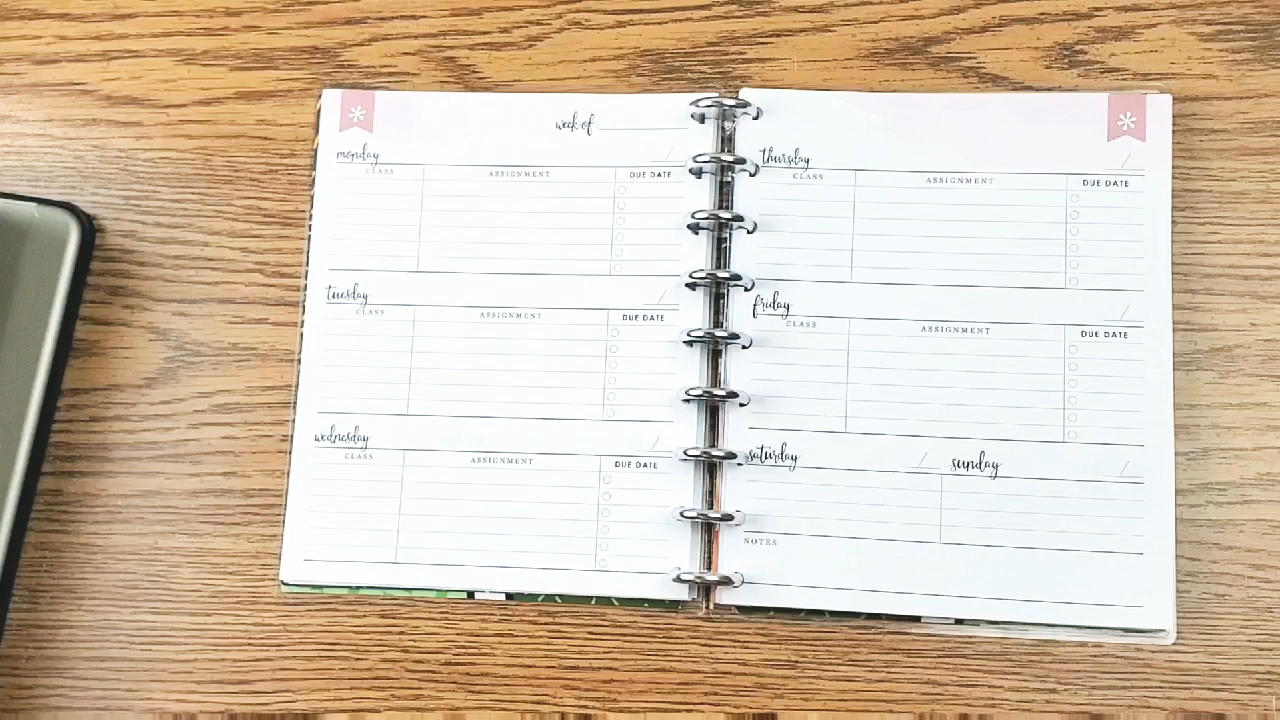 week of
monday /
CLASS ASSIGNMENT DUE DATE
tuesday /
CLASS ASSIGNMENT DUE DATE
wednesday /
CLASS ASSIGNMENT DUE DATE
thursday /
CLASS ASSIGNMENT DUE DATE
friday /
CLASS ASSIGNMENT DUE DATE
saturday / sunday /
NOTES